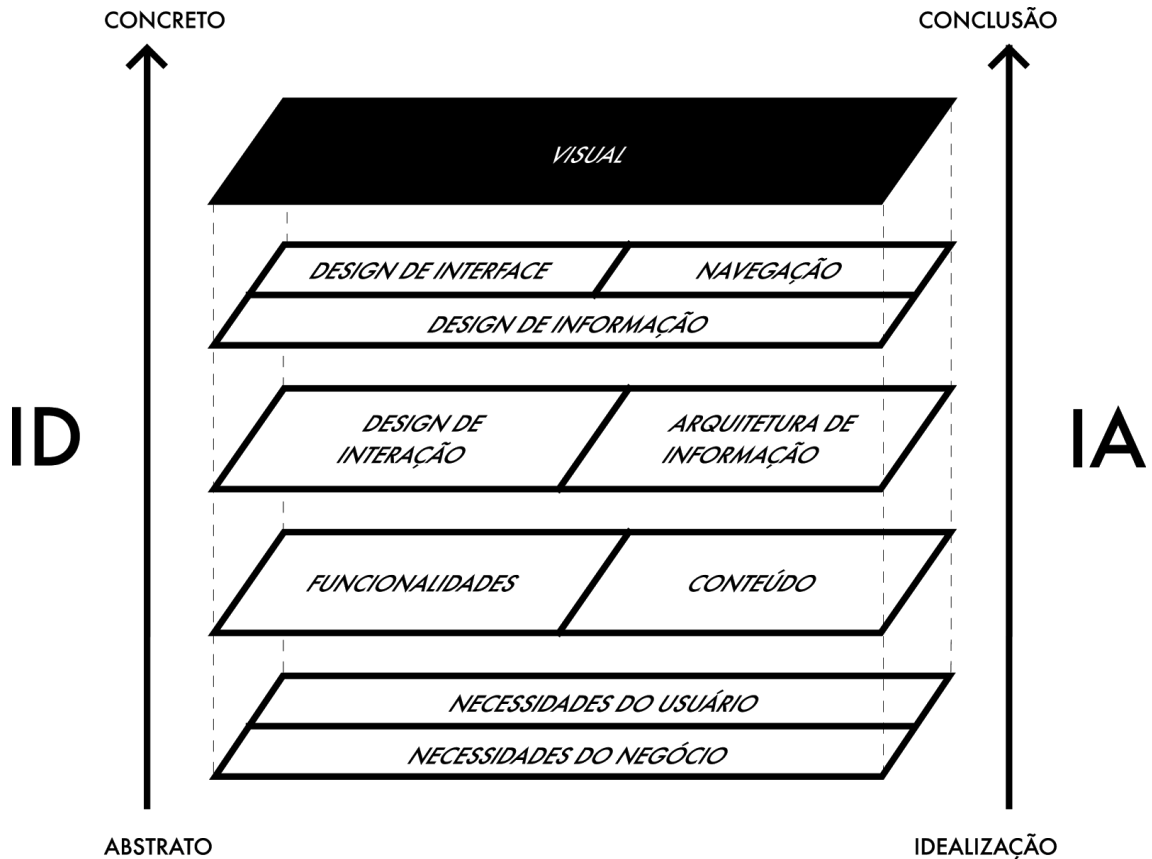 CONCRETO
CONCLUSÃO
VISUAL
DESIGN DE INTERFACE
NAVEGAÇÃO
DESIGN DE INFORMAÇÃO
ID
DESIGN DE
INTERAÇÃO
ARQUITETURA DE
INFORMAÇÃO
IA
FUNCIONALIDADES
CONTEÚDO
NECESSIDADES DO USUÁRIO
NECESSIDADES DO NEGÓCIO
ABSTRATO
IDEALIZAÇÃO